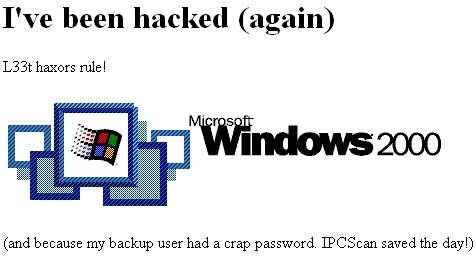 I've been hacked (again)
L33t haxors rule!
Microsoft
Windows 2000
(and because my backup user had a crap password. IPCScan saved the day!)